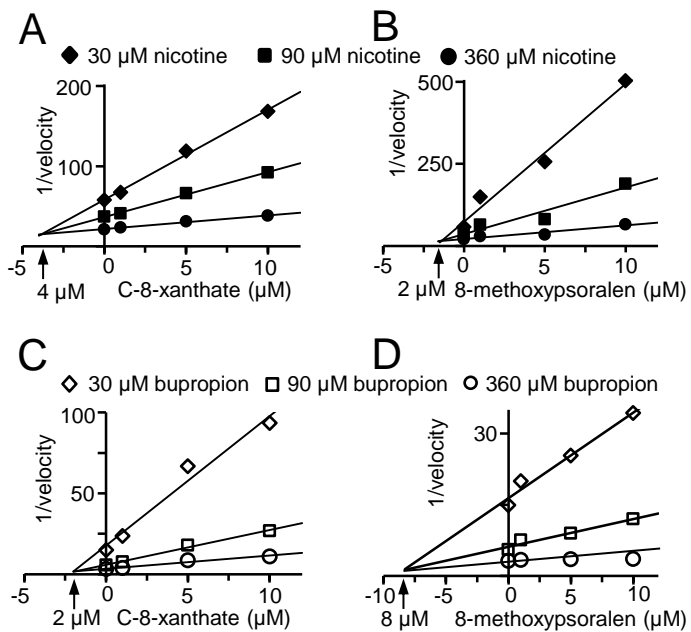 A
B
30 µM nicotine 90 µM nicotine 360 µM nicotine
200
100
1/velocity
-5 0 5 10
4 µM
C-8-xanthate (µM)
500
250
1/velocity
-5 0 5 10
2 µM
8-methoxypsoralen (µM)
C
D
30 µM bupropion 90 µM bupropion 360 µM bupropion
100
50
1/velocity
-5 0 5 10
2 µM
C-8-xanthate (µM)
30
1/velocity
-10 -5 0 5 10
8 µM
8-methoxypsoralen (µM)